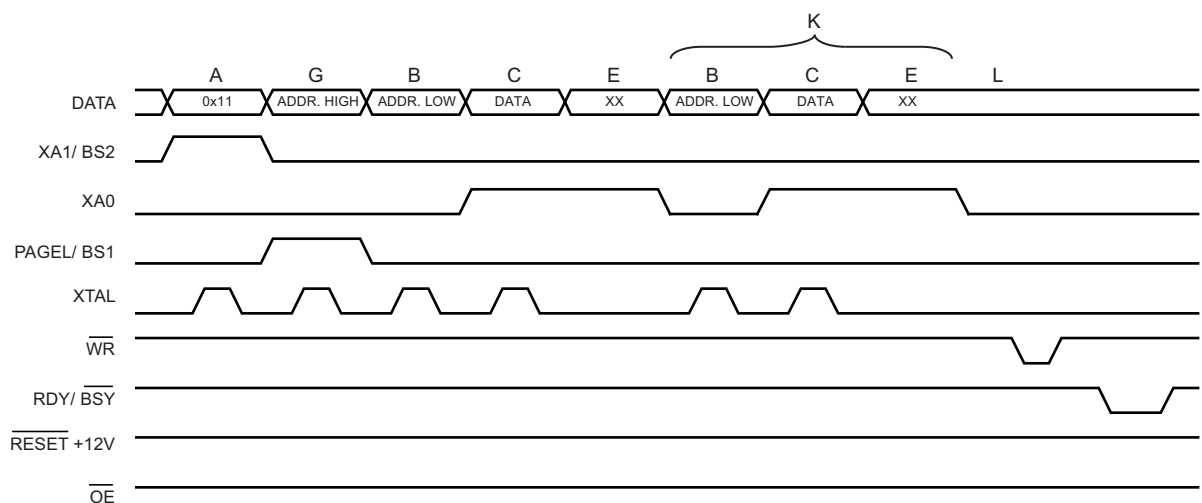 K
A G B C E B C E L
DATA 0x11 ADDR. HIGH ADDR. LOW DATA XX ADDR. LOW DATA XX
XA1/ BS2
XA0
PAGEL/ BS1
XTAL
WR
RDY/ BSY
RESET +12V
OE